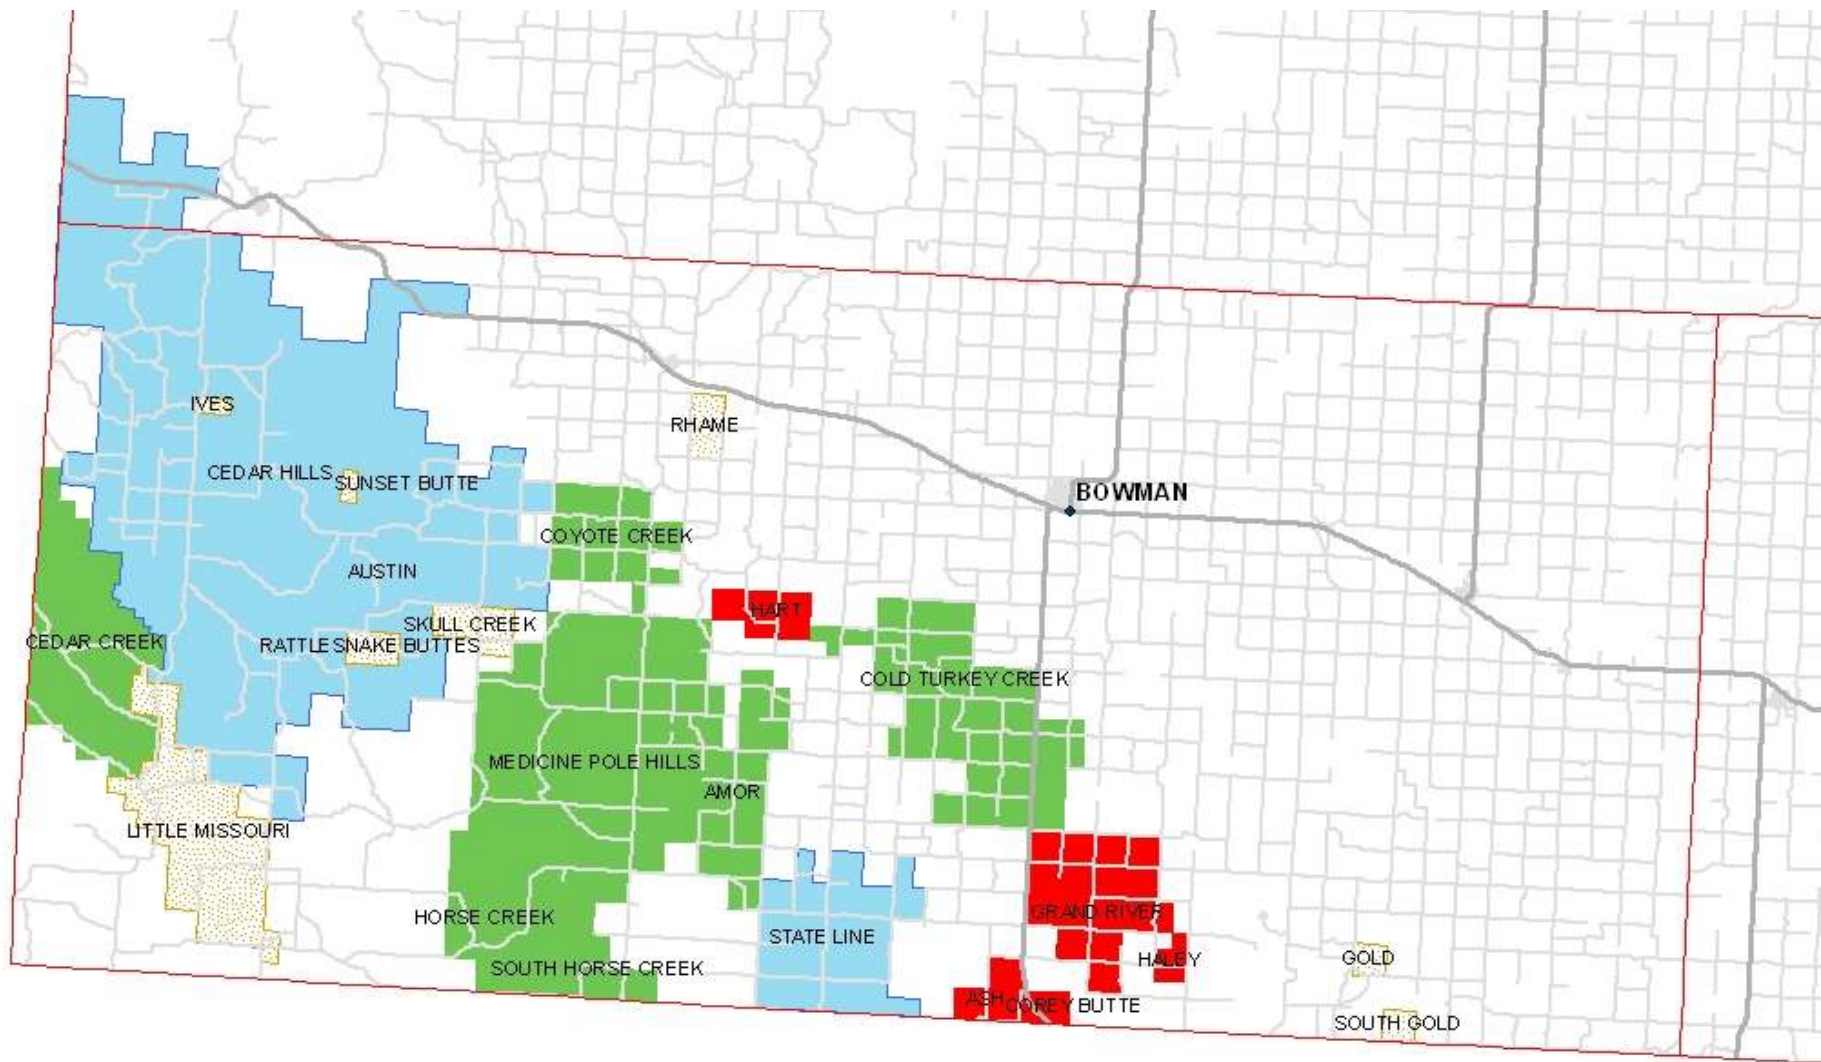 IVES
RHAME
CEDAR HILLS
SUNSET BUTTE
BOWMAN
COYOTE CREEK
AUSTIN
HART
SKULL CREEK
CEDAR CREEK
RATTLESNAKE BUTTES
COLD TURKEY CREEK
MEDICINE POLE HILLS
AMOR
LITTLE MISSOURI
HORSE CREEK
GRAND RIVER
STATE LINE
HALEY
GOLD
SOUTH HORSE CREEK
ASH
COREY BUTTE
SOUTH GOLD